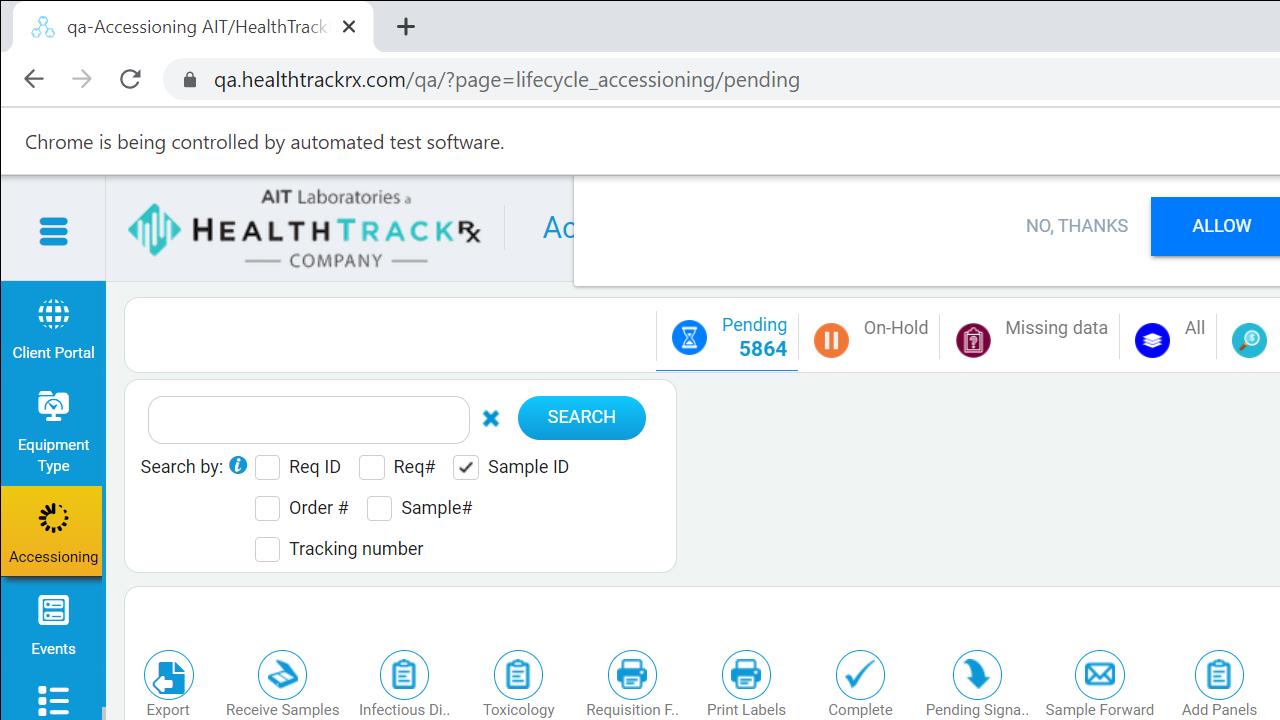 qa-Accessioning AIT/HealthTrack
qa.healthtrackrx.com/qa/?page=lifecycle_accessioning/pending
Chrome is being controlled by automated test software.
AIT Laboratories a
HEALTHTRACKRx
COMPANY
Ac
NO, THANKS
ALLOW
Client Portal
Equipment
Type
Accessioning
Events
Pending
5864
On-Hold
Missing data
All
SEARCH
Search by: i Req ID Req# Sample ID
Order # Sample#
Tracking number
Export Receive Samples Infectious Di.. Toxicology Requisition F.. Print Labels Complete Pending Signa.. Sample Forward Add Panels